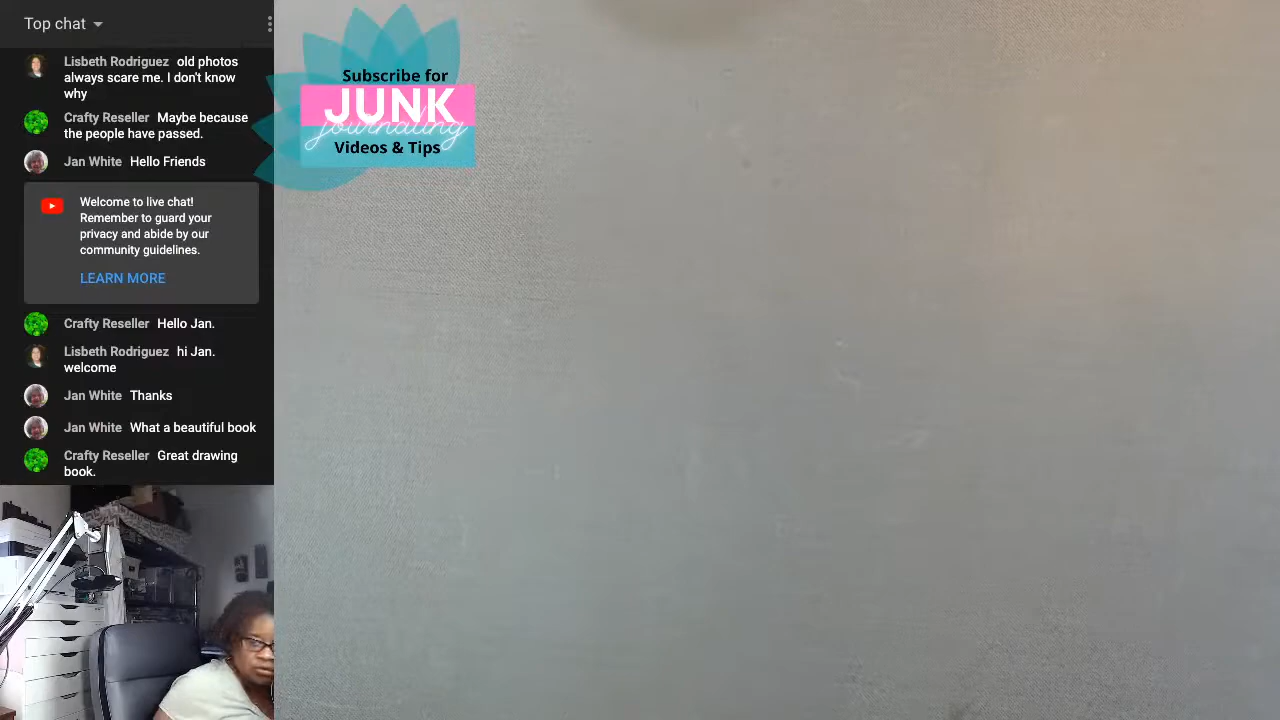 Top chat
Lisbeth Rodriguez old photos
always scare me. I don't know
why
Crafty Reseller Maybe because
the people have passed.
Jan White Hello Friends
Welcome to live chat!
Remember to guard your
privacy and abide by our
community guidelines.
LEARN MORE
Crafty Reseller Hello Jan.
Lisbeth Rodriguez hi Jan.
welcome
Jan White Thanks
Jan White What a beautiful book
Crafty Reseller Great drawing
book.
Subscribe for
JUNK
journaling
Videos & Tips